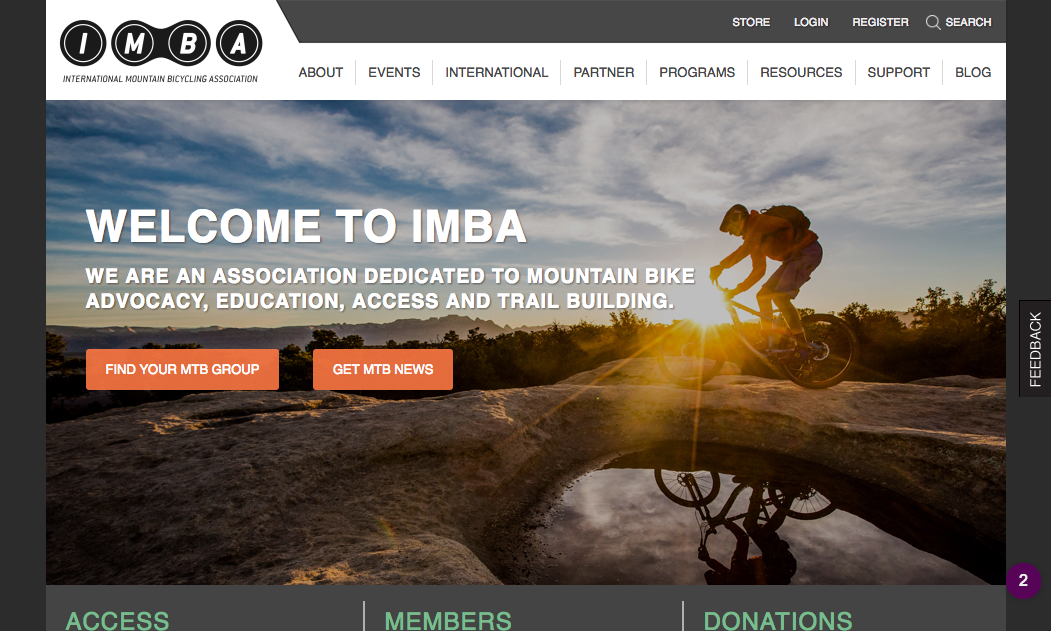 STORE LOGIN REGISTER SEARCH
IMBA
INTERNATIONAL MOUNTAIN BICYCLING ASSOCIATION
ABOUT EVENTS INTERNATIONAL PARTNER PROGRAMS RESOURCES SUPPORT BLOG
WELCOME TO IMBA
WE ARE AN ASSOCIATION DEDICATED TO MOUNTAIN BIKE
ADVOCACY, EDUCATION, ACCESS AND TRAIL BUILDING.
FIND YOUR MTB GROUP GET MTB NEWS
FEEDBACK
2
ACCESS MEMBERS DONATIONS